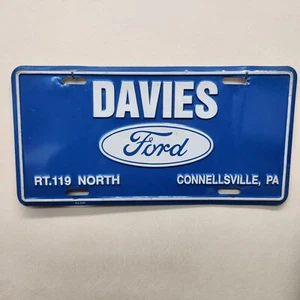 DAVIES
Ford
RT.119 NORTH CONNELLSVILLE, PA